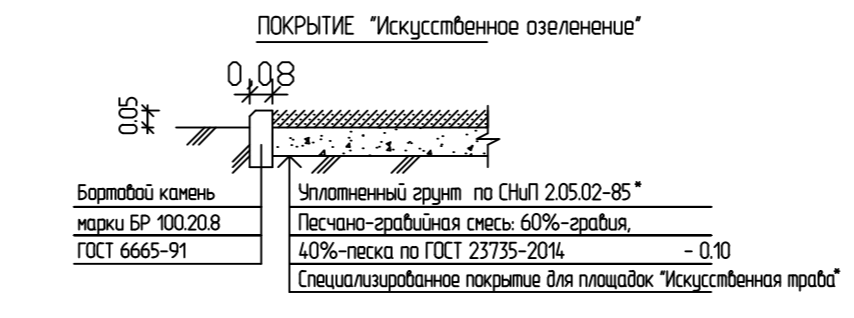 ПОКРЫТИЕ "Искусственное озеленение"
0,08
0.05
Бортовой камень
марки БР 100.20.8
ГОСТ 6665-91
Уплотненный грунт по СНиП 2.05.02-85*
Песчано-гравийная смесь: 60%-гравия,
40%-песка по ГОСТ 23735-2014 - 0.10
Специализированное покрытие для площадок "Искусственная трава"